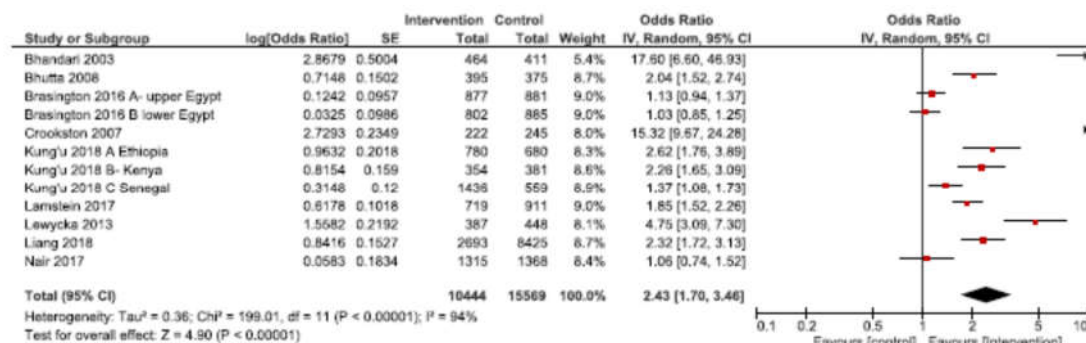 Intervention Control Odds Ratio Odds Ratio
Study or Subgroup log[Odds Ratio] SE Total Total Weight IV, Random, 95% CI IV, Random, 95% CI
Bhandari 2003 2.8679 0.5004 464 411 5.4% 17.60 [6.60, 46.93]
Bhutta 2008 0.7148 0.1502 395 375 8.7% 2.04 [1.52, 2.74]
Brasington 2016 A- upper Egypt 0.1242 0.0957 877 881 9.0% 1.13 [0.94, 1.37]
Brasington 2016 B lower Egypt 0.0325 0.0986 802 885 9.0% 1.03 [0.85, 1.25]
Crookston 2007 2.7293 0.2349 222 245 8.0% 15.32 [9.67, 24.28]
Kung'u 2018 A Ethiopia 0.9632 0.2018 780 680 8.3% 2.62 [1.76, 3.89]
Kung'u 2018 B- Kenya 0.8154 0.159 354 381 8.6% 2.26 [1.65, 3.09]
Kung'u 2018 C Senegal 0.3148 0.12 1436 559 8.9% 1.37 [1.08, 1.73]
Lamstein 2017 0.6178 0.1018 719 911 9.0% 1.85 [1.52, 2.26]
Lewycka 2013 1.5582 0.2192 387 448 8.1% 4.75 [3.09, 7.30]
Liang 2018 0.8416 0.1527 2693 8425 8.7% 2.32 [1.72, 3.13]
Nair 2017 0.0583 0.1834 1315 1368 8.4% 1.06 [0.74, 1.52]
Total (95% CI) 10444 15569 100.0% 2.43 [1.70, 3.46]
Heterogeneity: Tau² = 0.36; Chi² = 199.01, df = 11 (P < 0.00001); I² = 94%
Test for overall effect: Z = 4.90 (P < 0.00001)
0.1 0.2 0.5 1 2 5 10
Favours [control] Favours [intervention]